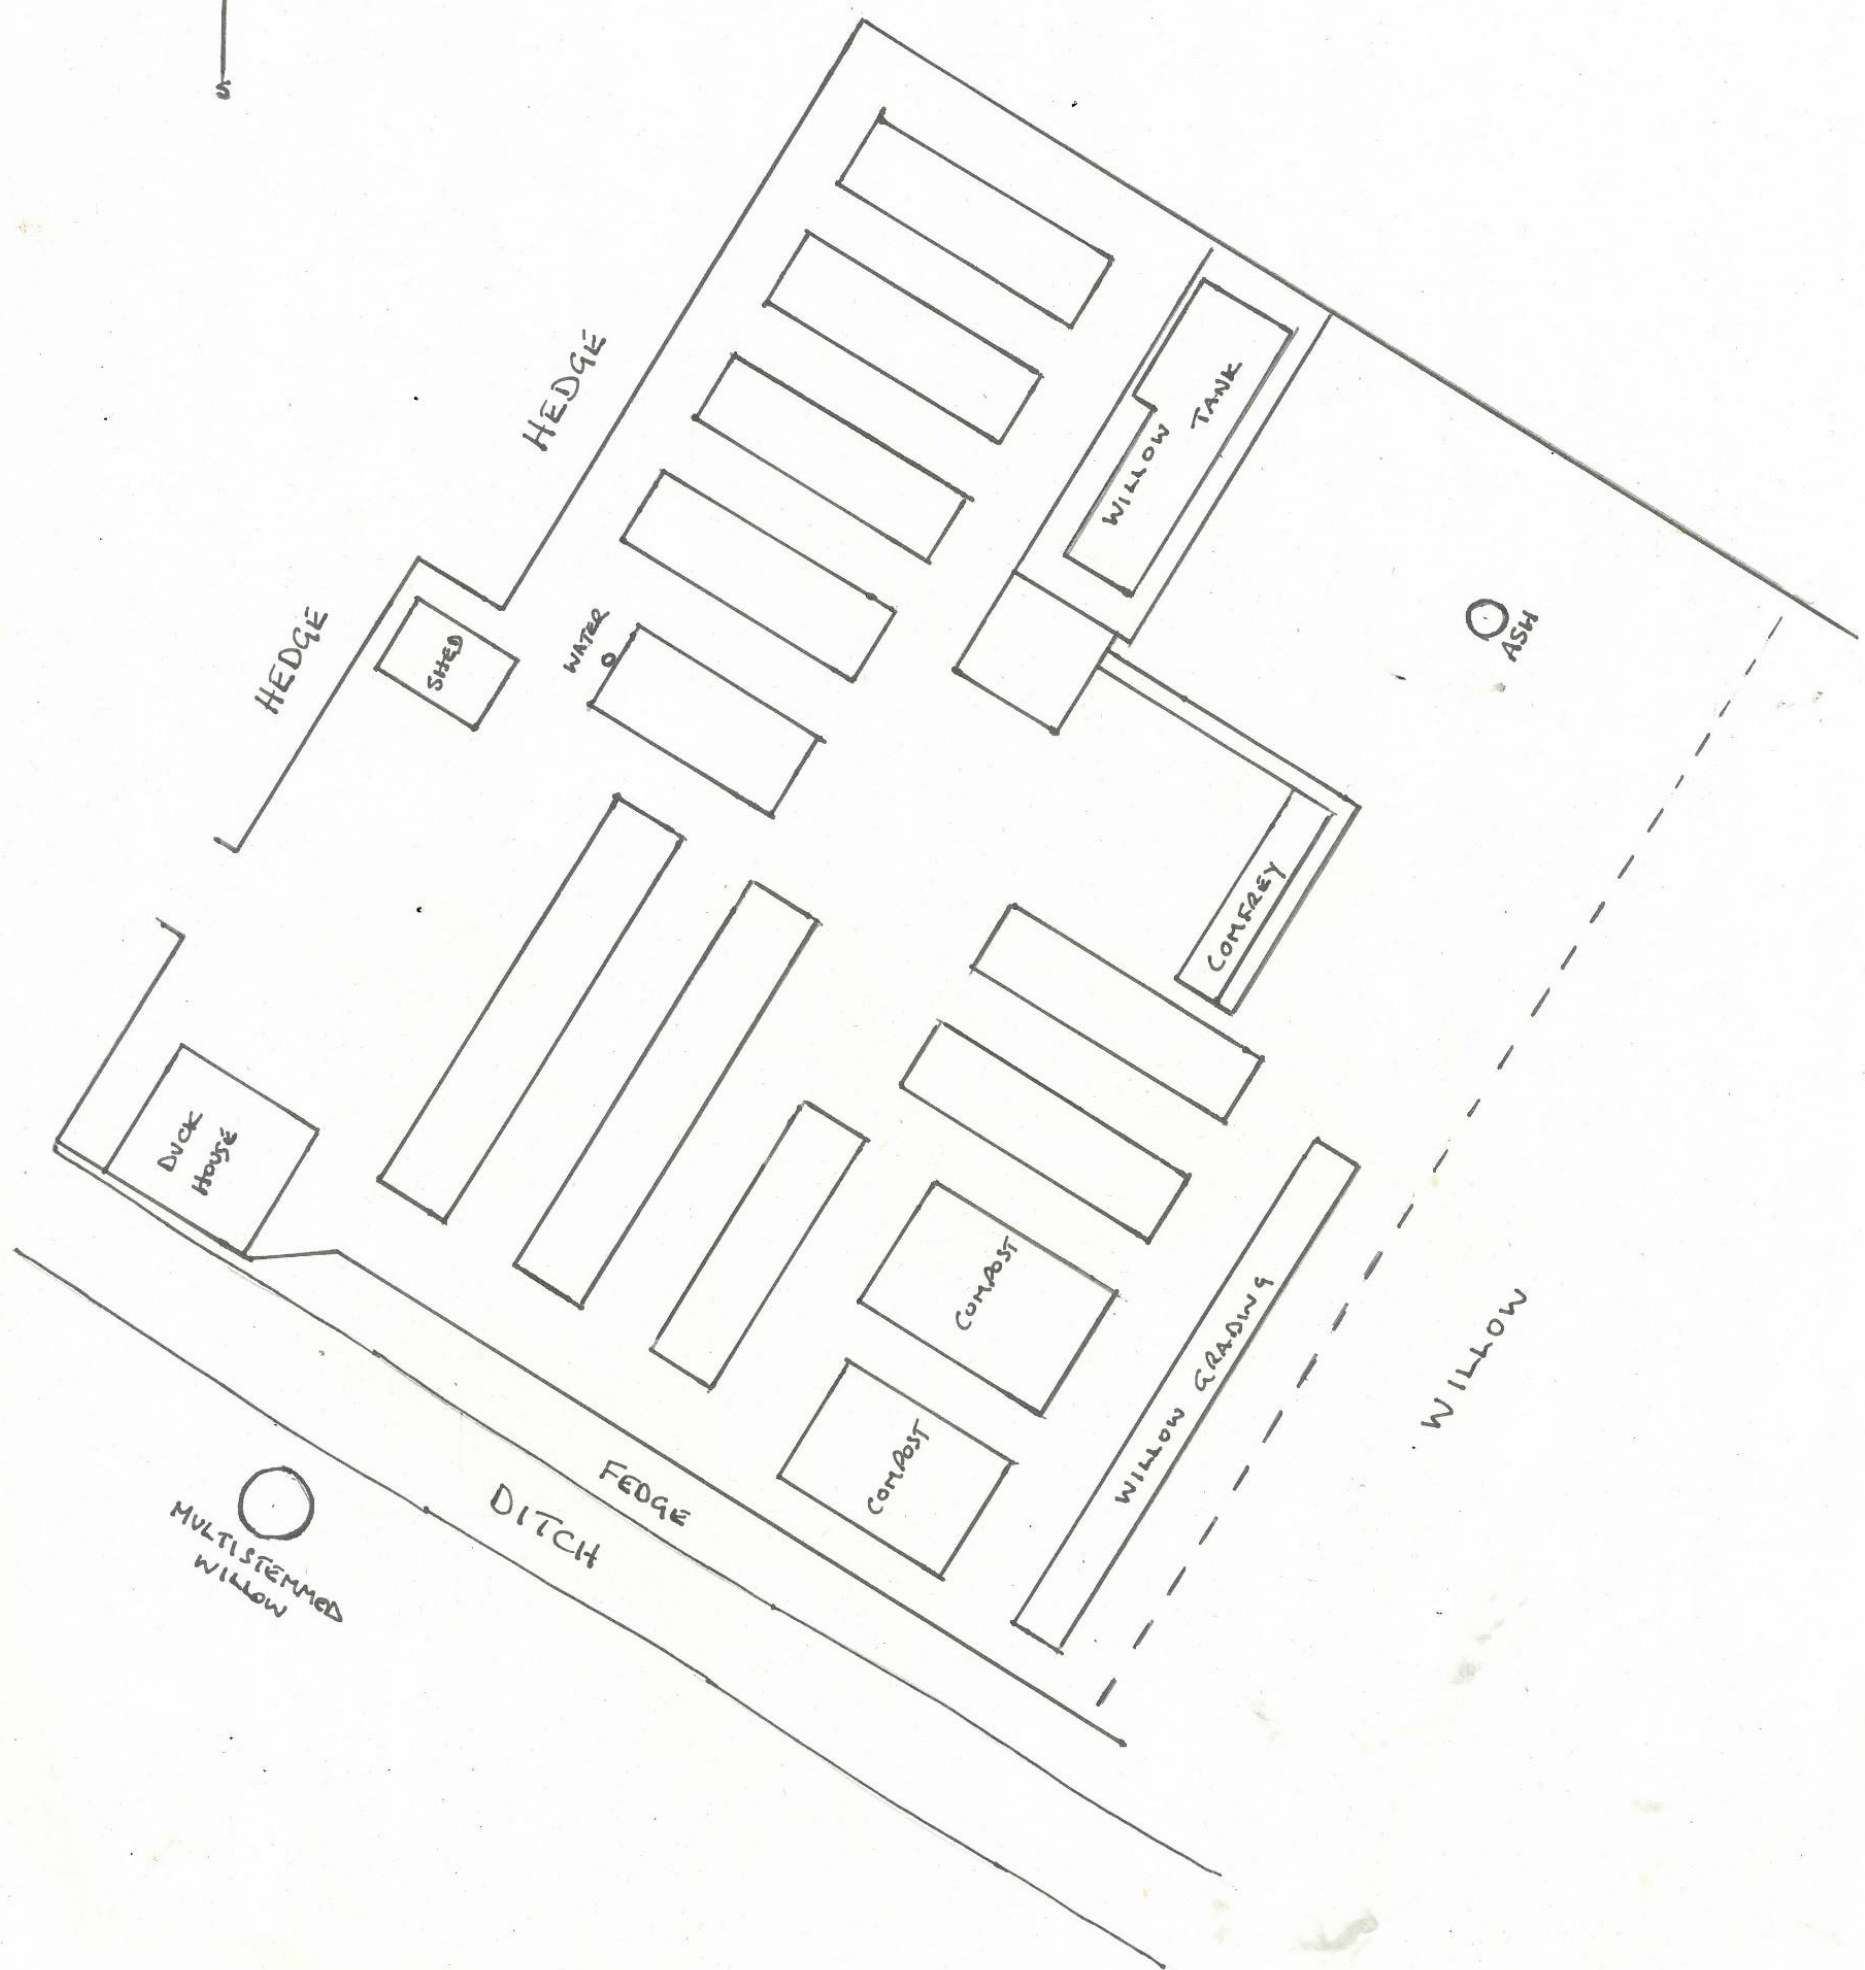 S
HEDGE
WILLOW TANK
HEDGE
SHED
WATER
ASH
COMFREY
DUCK
HOUSE
COMPOST
COMPOST
WILLOW GRADING
WILLOW
FEDGE
DITCH
MULTISTEMMED
WILLOW